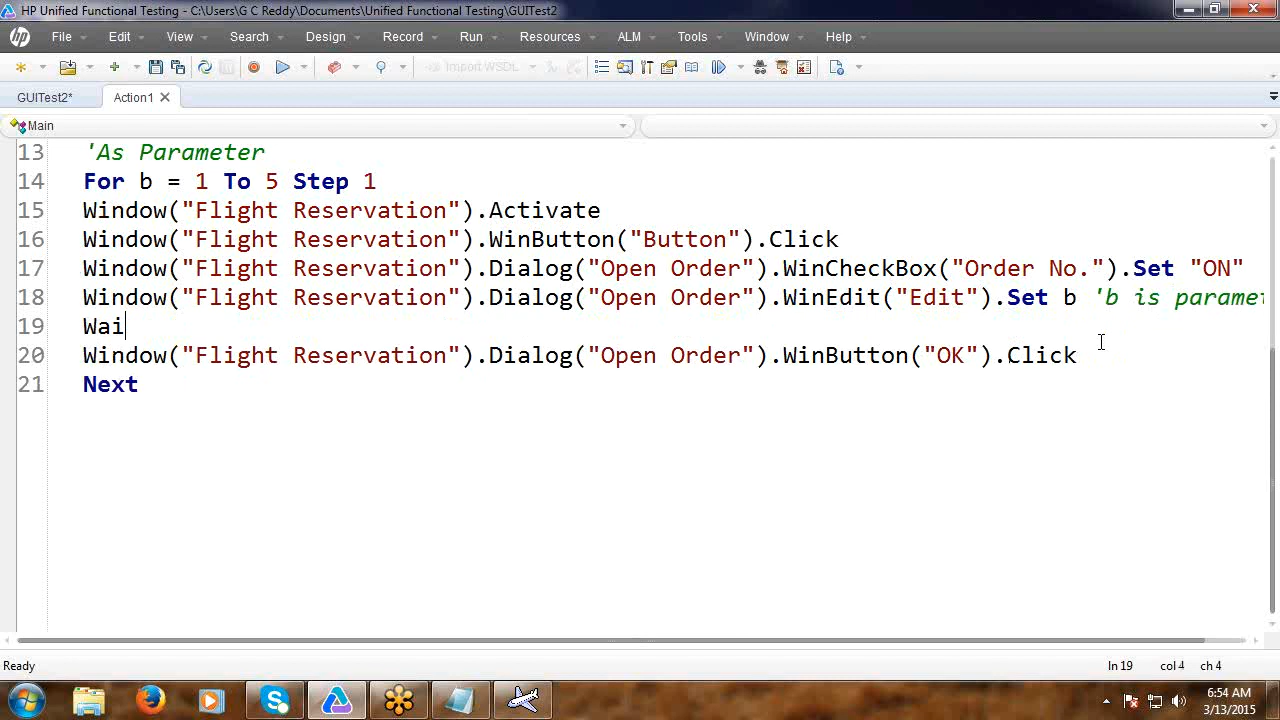 HP Unified Functional Testing - C:\Users\G C Reddy\Documents\Unified Functional Testing\GUITest2
hp File Edit View Search Design Record Run Resources ALM Tools Window Help
Import WSDL
GUITest2* Action1
Main
13 'As Parameter
14 For b = 1 To 5 Step 1
15 Window("Flight Reservation").Activate
16 Window("Flight Reservation").WinButton("Button").Click
17 Window("Flight Reservation").Dialog("Open Order").WinCheckBox("Order No.").Set "ON"
18 Window("Flight Reservation").Dialog("Open Order").WinEdit("Edit").Set b 'b is paramet
19 Wai
20 Window("Flight Reservation").Dialog("Open Order").WinButton("OK").Click
21 Next
Ready ln 19 col 4 ch 4
6:54 AM
3/13/2015